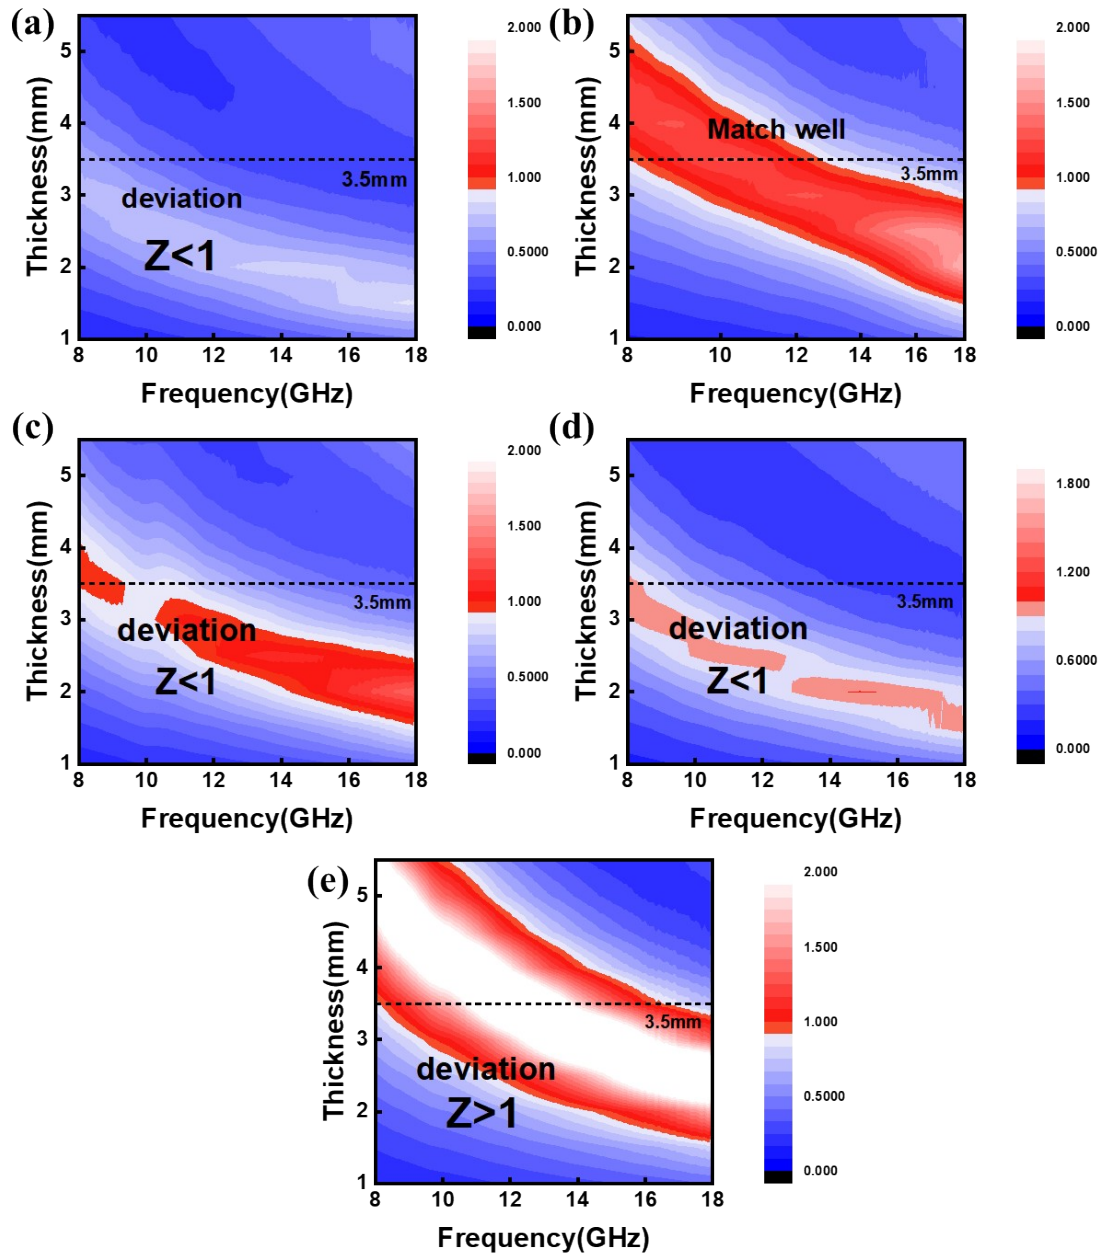 (a)
Thickness(mm)
5
4
3
2
1
8 10 12 14 16 18
Frequency(GHz)
3.5mm
deviation
Z<1
2.000
1.500
1.000
0.5000
0.000
(b)
Thickness(mm)
5
4
3
2
1
8 10 12 14 16 18
Frequency(GHz)
Match well
3.5mm
2.000
1.500
1.000
0.5000
0.000
(c)
Thickness(mm)
5
4
3
2
1
8 10 12 14 16 18
Frequency(GHz)
3.5mm
deviation
Z<1
2.000
1.500
1.000
0.5000
0.000
(d)
Thickness(mm)
5
4
3
2
1
8 10 12 14 16 18
Frequency(GHz)
3.5mm
deviation
Z<1
1.800
1.200
0.6000
0.000
(e)
Thickness(mm)
5
4
3
2
1
8 10 12 14 16 18
Frequency(GHz)
3.5mm
deviation
Z>1
2.000
1.500
1.000
0.5000
0.000